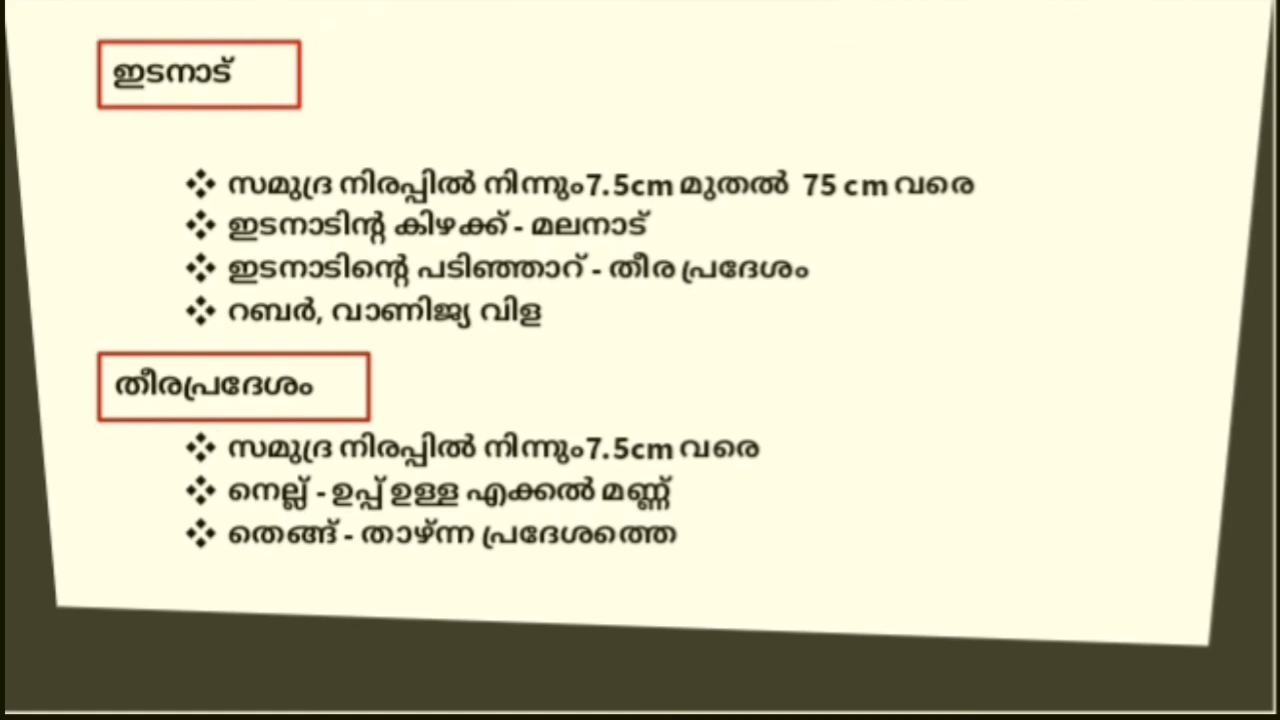 ഇടനാട്
❖ സമുദ്ര നിരപ്പിൽ നിന്നും7.5cm മുതൽ 75 cm വരെ
❖ ഇടനാടിന്റ കിഴക്ക് - മലനാട്
❖ ഇടനാടിന്റെ പടിഞ്ഞാറ് - തീര പ്രദേശം
❖ റബർ, വാണിജ്യ വിള
തീരപ്രദേശം
❖ സമുദ്ര നിരപ്പിൽ നിന്നും7.5cm വരെ
❖ നെല്ല് - ഉപ്പ് ഉള്ള എക്കൽ മണ്ണ്
❖ തെങ്ങ് - താഴ്ന്ന പ്രദേശത്തെ